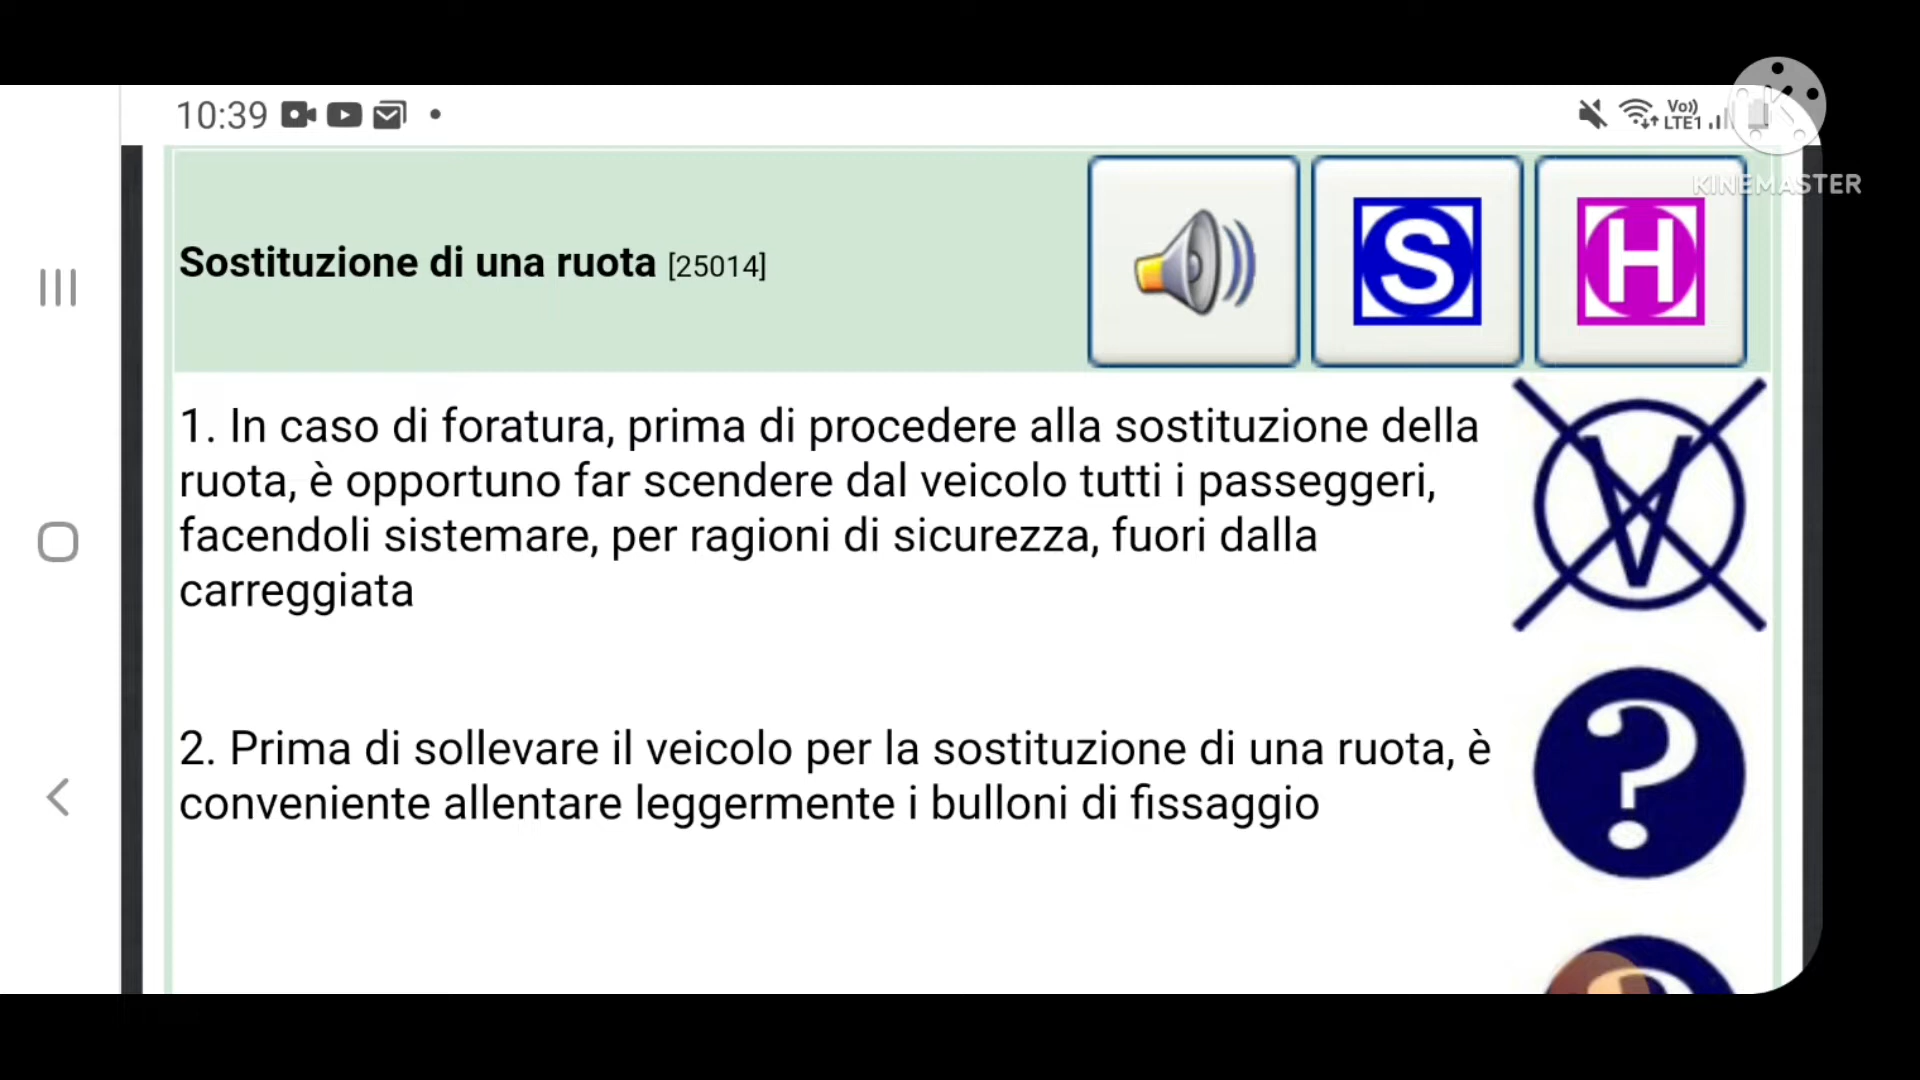 10:39
Vo))
LTE1
KINEMASTER
Sostituzione di una ruota [25014]
S
H
1. In caso di foratura, prima di procedere alla sostituzione della
ruota, è opportuno far scendere dal veicolo tutti i passeggeri,
facendoli sistemare, per ragioni di sicurezza, fuori dalla
carreggiata
V
2. Prima di sollevare il veicolo per la sostituzione di una ruota, è
conveniente allentare leggermente i bulloni di fissaggio
?